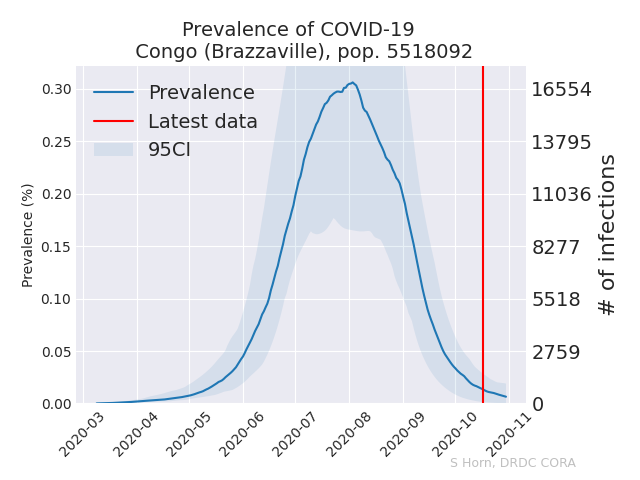 Prevalence of COVID-19
Congo (Brazzaville), pop. 5518092
Prevalence
Latest data
95CI
Prevalence (%)
0.30
0.25
0.20
0.15
0.10
0.05
0.00
16554
13795
11036
8277
5518
2759
0
# of infections
2020-03
2020-04
2020-05
2020-06
2020-07
2020-08
2020-09
2020-10
2020-11
S Horn, DRDC CORA